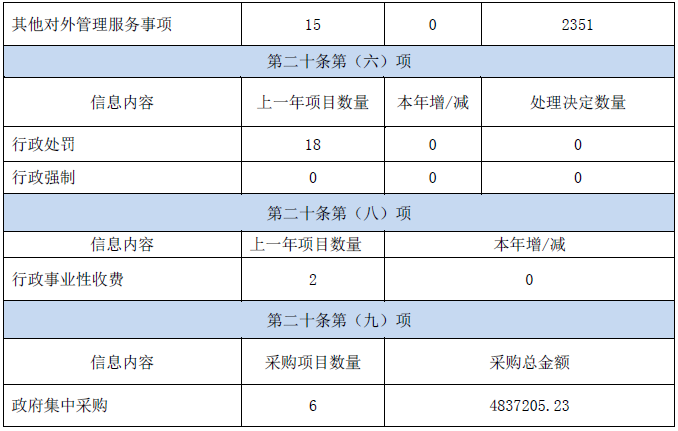 其他对外管理服务事项 15 0 2351
第二十条第（六）项
信息内容 上一年项目数量 本年增/减 处理决定数量
行政处罚 18 0 0
行政强制 0 0 0
第二十条第（八）项
信息内容 上一年项目数量 本年增/减
行政事业性收费 2 0
第二十条第（九）项
信息内容 采购项目数量 采购总金额
政府集中采购 6 4837205.23